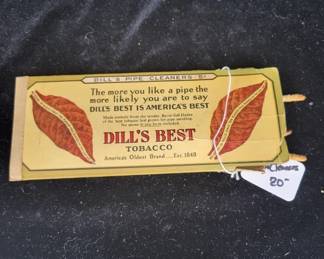 DILL'S PIPE CLEANERS 5¢
The more you like a pipe the
more likely you are to say
DILL'S BEST IS AMERICA'S BEST
DILL'S BEST
TOBACCO
America's Oldest Brand....Est. 1848
Cleaners
20